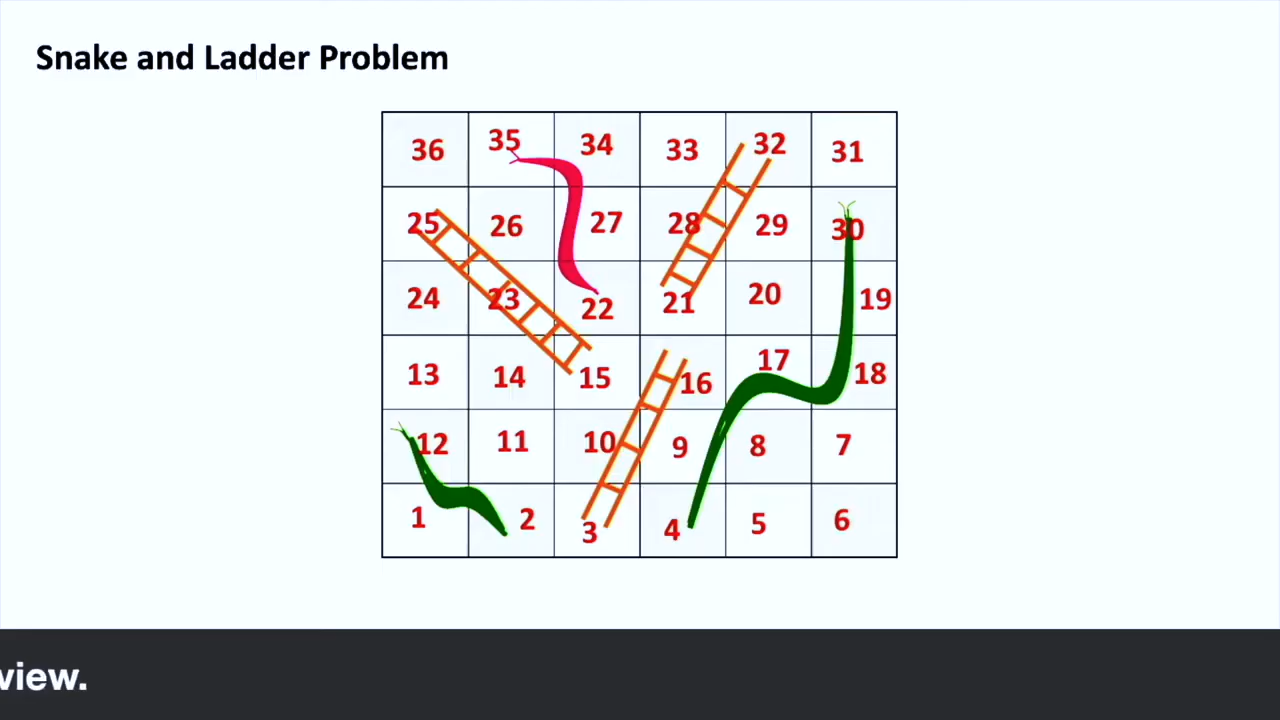 Snake and Ladder Problem
36 35 34 33 32 31
25 26 27 28 29 30
24 23 22 21 20 19
13 14 15 16 17 18
12 11 10 9 8 7
1 2 3 4 5 6
view.